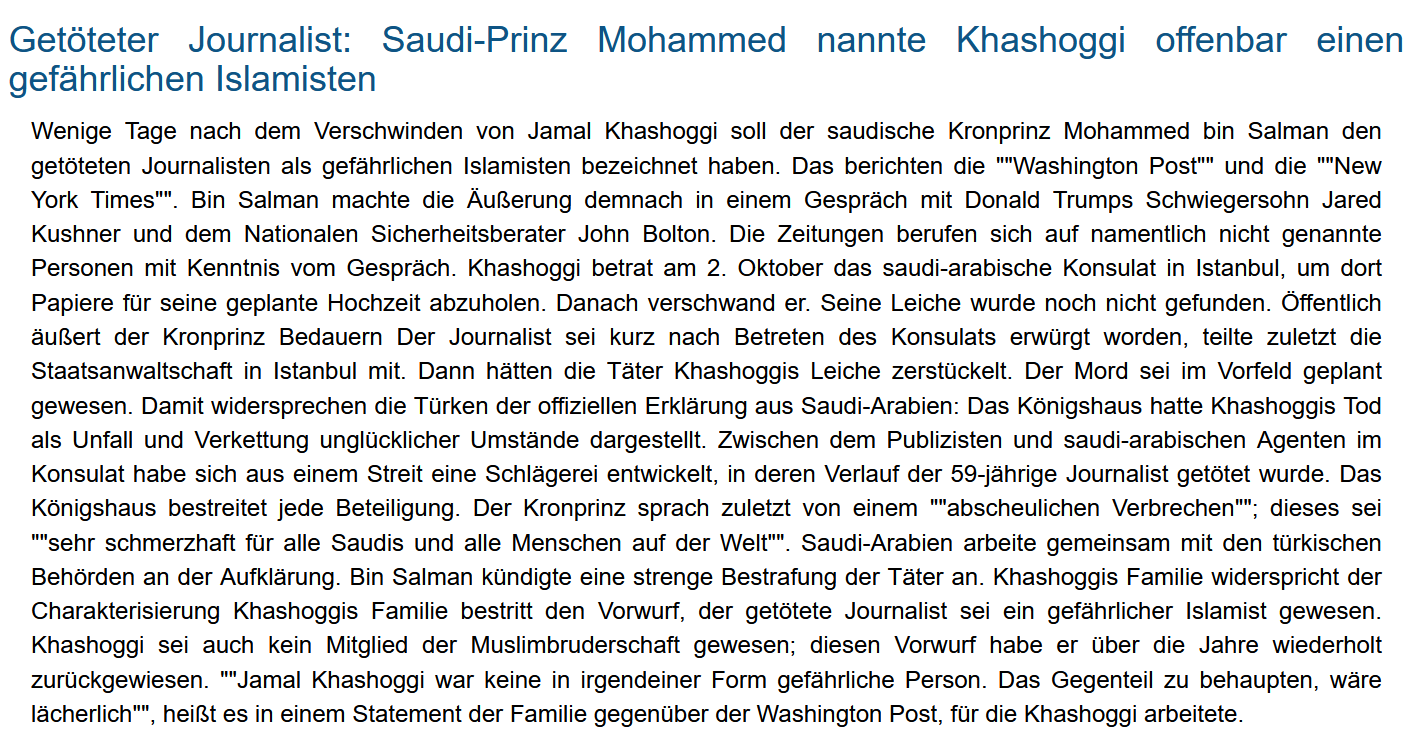 Getöteter Journalist: Saudi-Prinz Mohammed nannte Khashoggi offenbar einen
gefährlichen Islamisten
Wenige Tage nach dem Verschwinden von Jamal Khashoggi soll der saudische Kronprinz Mohammed bin Salman den
getöteten Journalisten als gefährlichen Islamisten bezeichnet haben. Das berichten die ""Washington Post"" und die ""New
York Times"". Bin Salman machte die Äußerung demnach in einem Gespräch mit Donald Trumps Schwiegersohn Jared
Kushner und dem Nationalen Sicherheitsberater John Bolton. Die Zeitungen berufen sich auf namentlich nicht genannte
Personen mit Kenntnis vom Gespräch. Khashoggi betrat am 2. Oktober das saudi-arabische Konsulat in Istanbul, um dort
Papiere für seine geplante Hochzeit abzuholen. Danach verschwand er. Seine Leiche wurde noch nicht gefunden. Öffentlich
äußert der Kronprinz Bedauern Der Journalist sei kurz nach Betreten des Konsulats erwürgt worden, teilte zuletzt die
Staatsanwaltschaft in Istanbul mit. Dann hätten die Täter Khashoggis Leiche zerstückelt. Der Mord sei im Vorfeld geplant
gewesen. Damit widersprechen die Türken der offiziellen Erklärung aus Saudi-Arabien: Das Königshaus hatte Khashoggis Tod
als Unfall und Verkettung unglücklicher Umstände dargestellt. Zwischen dem Publizisten und saudi-arabischen Agenten im
Konsulat habe sich aus einem Streit eine Schlägerei entwickelt, in deren Verlauf der 59-jährige Journalist getötet wurde. Das
Königshaus bestreitet jede Beteiligung. Der Kronprinz sprach zuletzt von einem ""abscheulichen Verbrechen""; dieses sei
""sehr schmerzhaft für alle Saudis und alle Menschen auf der Welt"". Saudi-Arabien arbeite gemeinsam mit den türkischen
Behörden an der Aufklärung. Bin Salman kündigte eine strenge Bestrafung der Täter an. Khashoggis Familie widerspricht der
Charakterisierung Khashoggis Familie bestritt den Vorwurf, der getötete Journalist sei ein gefährlicher Islamist gewesen.
Khashoggi sei auch kein Mitglied der Muslimbruderschaft gewesen; diesen Vorwurf habe er über die Jahre wiederholt
zurückgewiesen. ""Jamal Khashoggi war keine in irgendeiner Form gefährliche Person. Das Gegenteil zu behaupten, wäre
lächerlich"", heißt es in einem Statement der Familie gegenüber der Washington Post, für die Khashoggi arbeitete.